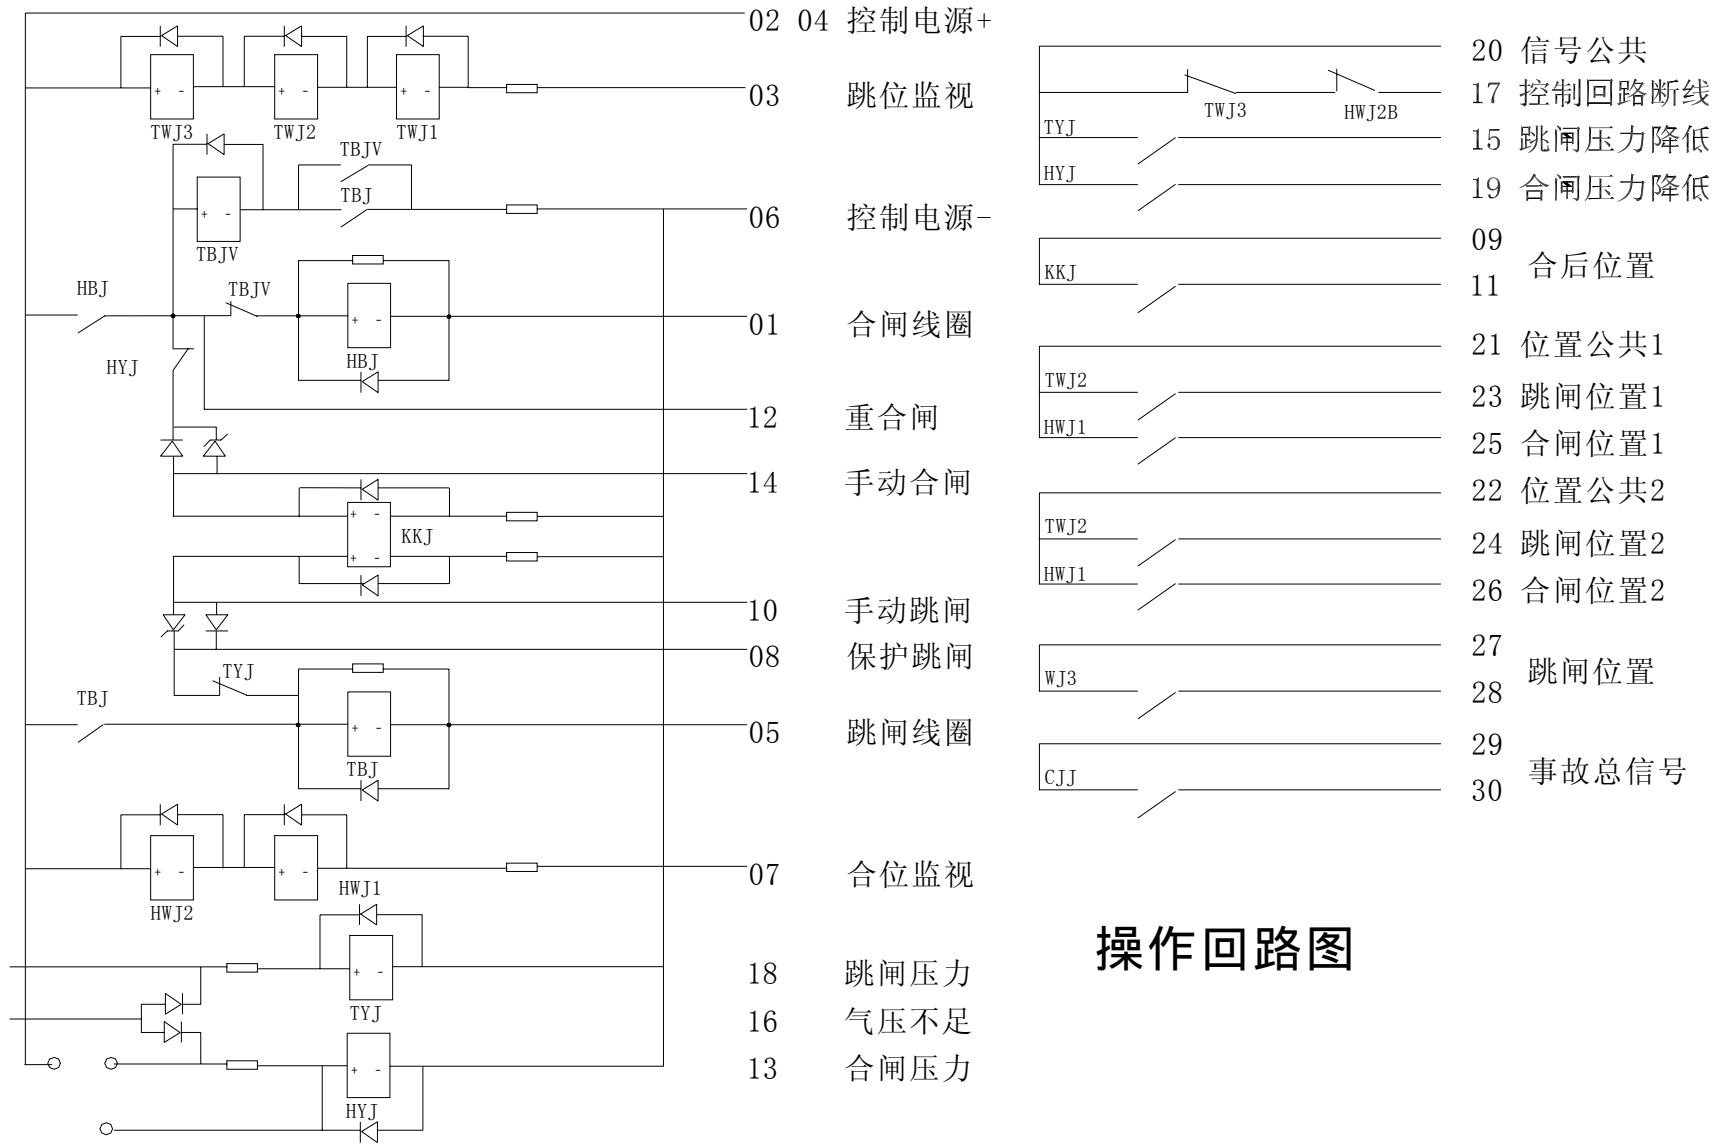 02 04 控制电源+
+ - + - + -
TWJ3 TWJ2 TWJ1
03 跳位监视
TBJV
TBJ
+ -
TBJV
06 控制电源-
HBJ
TBJV
+ -
HBJ
01 合闸线圈
HYJ
12 重合闸
14 手动合闸
+ -
KKJ
+ -
10 手动跳闸
08 保护跳闸
TYJ
TBJ
+ -
TBJ
05 跳闸线圈
+ - + -
HWJ2
07 合位监视
HWJ1
+ -
TYJ
18 跳闸压力
16 气压不足
+ -
HYJ
13 合闸压力
20 信号公共
TWJ3 HWJ2B
17 控制回路断线
TYJ
15 跳闸压力降低
HYJ
19 合闸压力降低
09
合后位置
KKJ
11
21 位置公共1
TWJ2
23 跳闸位置1
HWJ1
25 合闸位置1
22 位置公共2
TWJ2
24 跳闸位置2
HWJ1
26 合闸位置2
27
跳闸位置
WJ3
28
29
事故总信号
CJJ
30
操作回路图